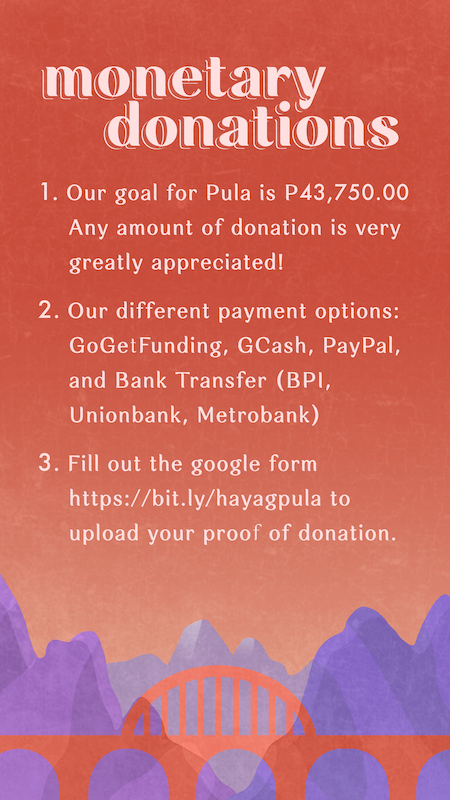 monetary
donations
1. Our goal for Pula is P43,750.00
Any amount of donation is very
greatly appreciated!
2. Our different payment options:
GoGetFunding, GCash, PayPal,
and Bank Transfer (BPI,
Unionbank, Metrobank)
3. Fill out the google form
https://bit.ly/hayagpula to
upload your proof of donation.